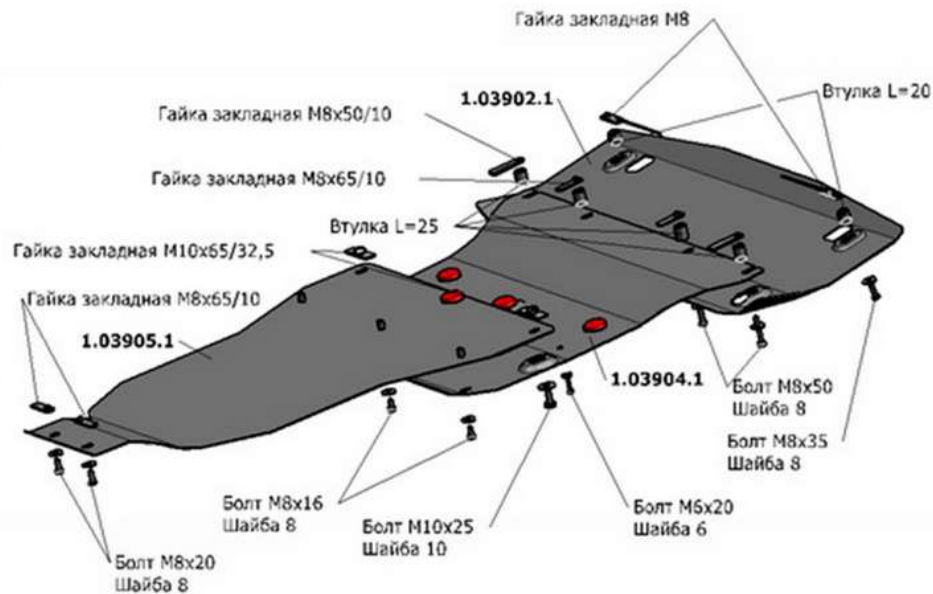 Гайка закладная М8
Втулка L=20
1.03902.1
Гайка закладная М8х50/10
Гайка закладная М8х65/10
Втулка L=25
Гайка закладная М10х65/32,5
Гайка закладная М8х65/10
1.03905.1
1.03904.1
Болт М8х50
Шайба 8
Болт М8х35
Шайба 8
Болт М8х16
Шайба 8
Болт М10х25
Шайба 10
Болт М6х20
Шайба 6
Болт М8х20
Шайба 8